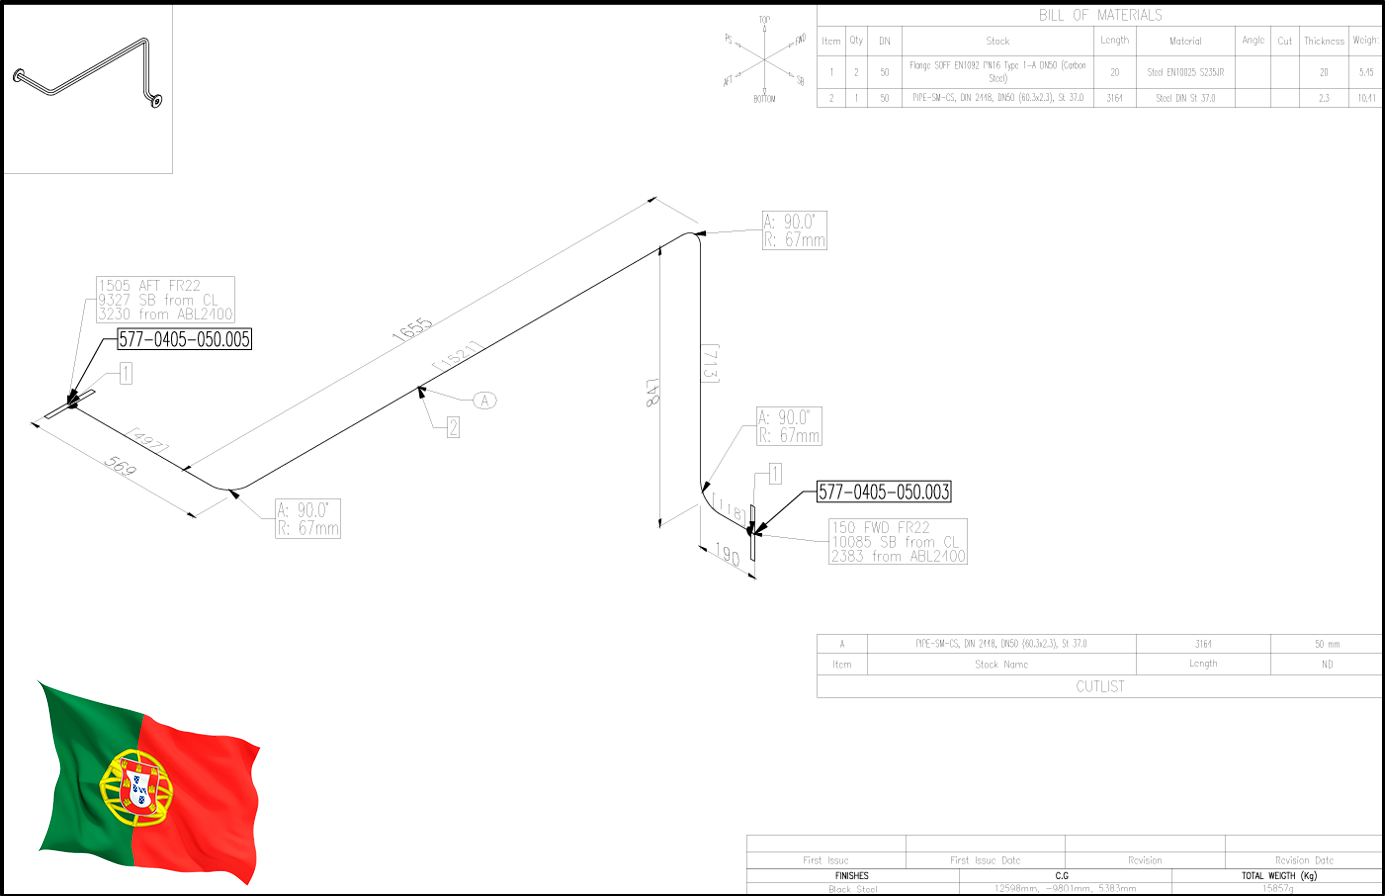 TOP
PS
FWD
AFT
SB
BOTTOM
BILL OF MATERIALS
Item Qty DN Stock Length Material Angle Cut Thickness Weigh
1 2 50 Flange SOFF EN1092 PN16 Type 1-A DN50 (Carbon Steel) 20 Steel EN10025 S235JR 20 5.45
2 1 50 PIPE-SM-CS, DIN 2448, DN50 (60.3x2.3), St 37.0 3164 Steel DIN St 37.0 2.3 10.41
A: 90.0°
R: 67mm
1505 AFT FR22
9327 SB from CL
3230 from ABL2400
577-0405-050.005
1
1655
[1521]
[713]
847
A
2
A: 90.0°
R: 67mm
[497]
569
1
577-0405-050.003
A: 90.0°
R: 67mm
[118]
190
150 FWD FR22
10085 SB from CL
2383 from ABL2400
A PIPE-SM-CS, DIN 2448, DN50 (60.3x2.3), St 37.0 3164 50 mm
Item Stock Name Length ND
CUTLIST
First Issue First Issue Date Revision Revision Date
FINISHES C.G TOTAL WEIGTH (Kg)
Black Steel 12598mm, -9801mm, 5383mm 15857g